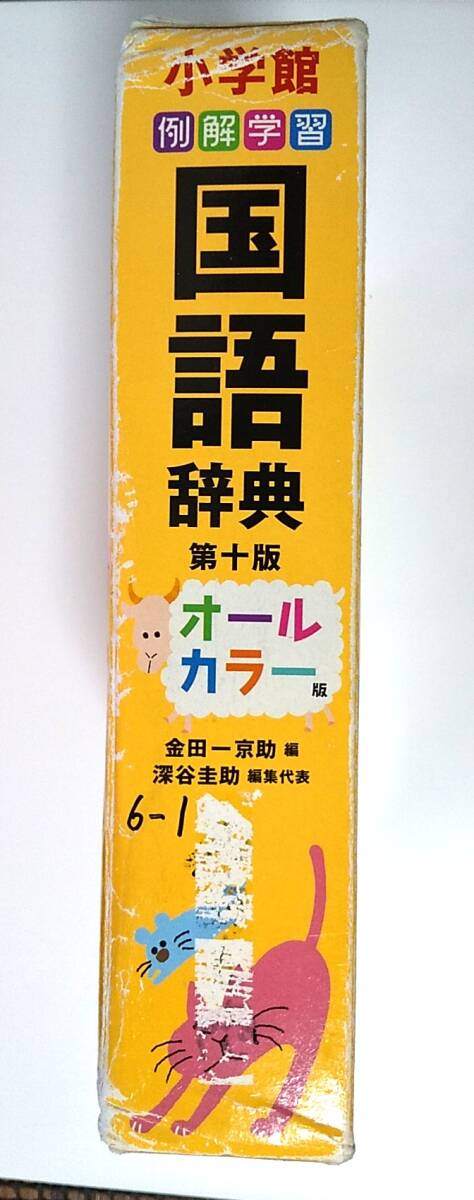 小学館
例解学習
国語
辞典
第十版
オール
カラー版
金田一京助 編
深谷圭助 編集代表
6-1